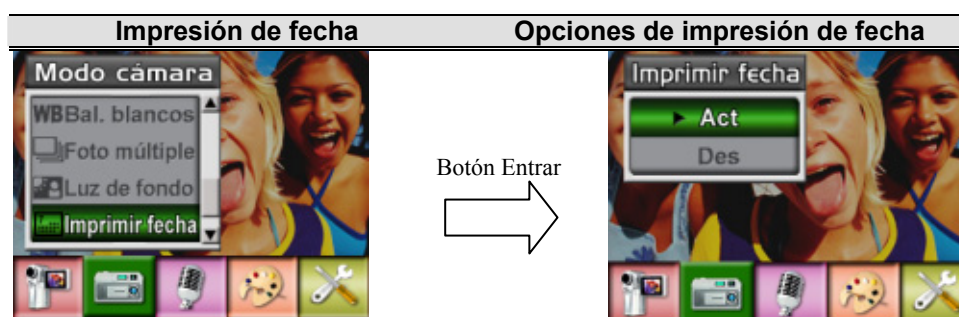 Impresión de fecha
Opciones de impresión de fecha
Modo cámara
WB Bal. blancos
Foto múltiple
Luz de fondo
Imprimir fecha
Botón Entrar
Imprimir fecha
Act
Des